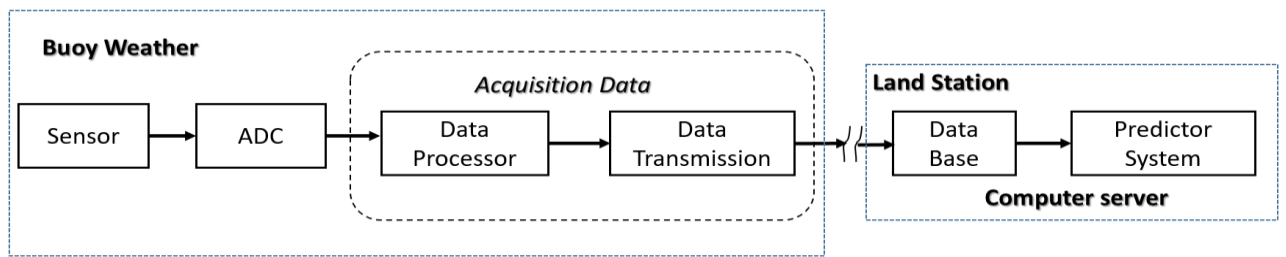 Buoy Weather
Acquisition Data
Sensor
ADC
Data
Processor
Data
Transmission
Land Station
Data
Base
Predictor
System
Computer server